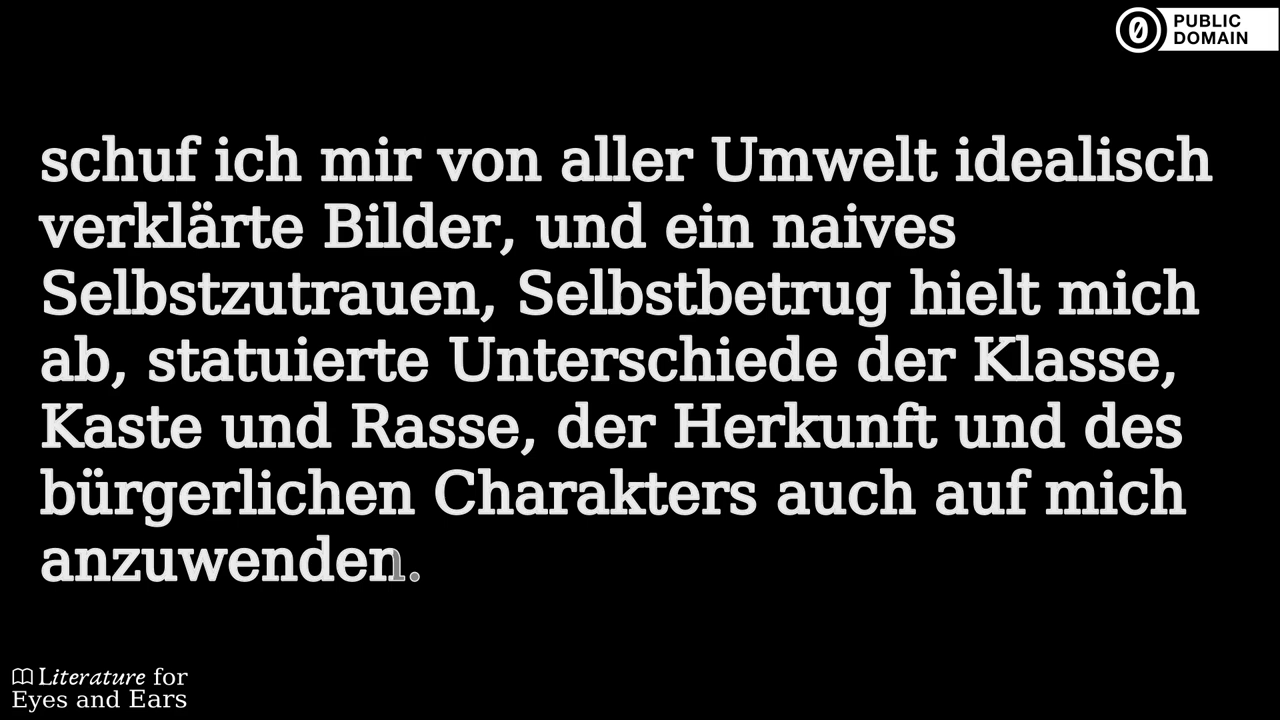 PUBLIC
DOMAIN
schuf ich mir von aller Umwelt idealisch
verklärte Bilder, und ein naives
Selbstzutrauen, Selbstbetrug hielt mich
ab, statuierte Unterschiede der Klasse,
Kaste und Rasse, der Herkunft und des
bürgerlichen Charakters auch auf mich
anzuwenden.
Literature for
Eyes and Ears